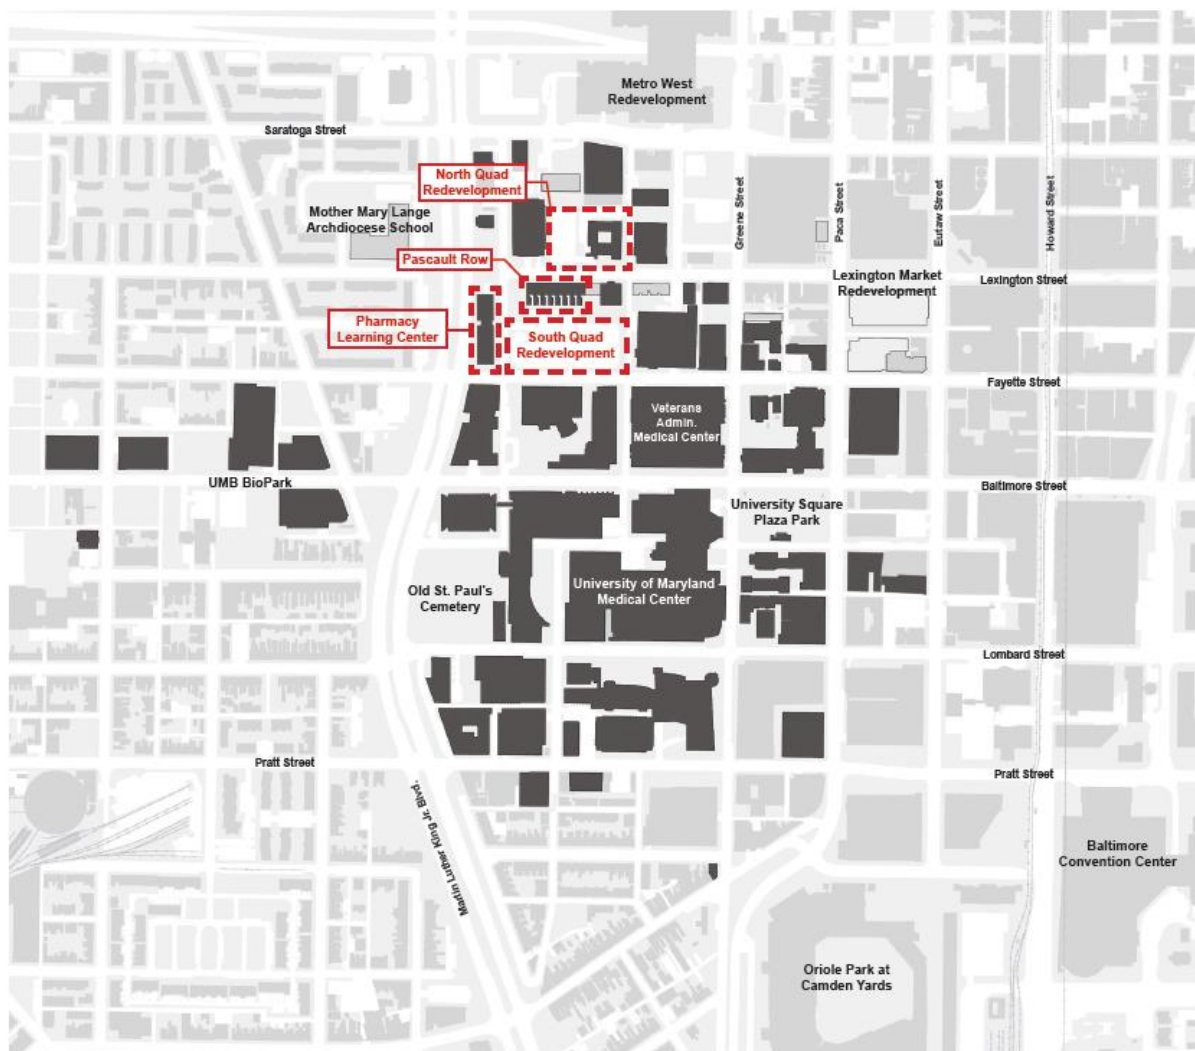 Metro West
Redevelopment
Saratoga Street
North Quad
Redevelopment
Mother Mary Lange
Archdiocese School
Greene Street
Paca Street
Eutaw Street
Howard Street
Pascault Row
Lexington Market
Redevelopment
Lexington Street
Pharmacy
Learning Center
South Quad
Redevelopment
Fayette Street
Veterans
Admin.
Medical Center
UMB BioPark
Baltimore Street
University Square
Plaza Park
Old St. Paul's
Cemetery
University of Maryland
Medical Center
Lombard Street
Pratt Street
Pratt Street
Martin Luther King Jr. Blvd.
Baltimore
Convention Center
Oriole Park at
Camden Yards